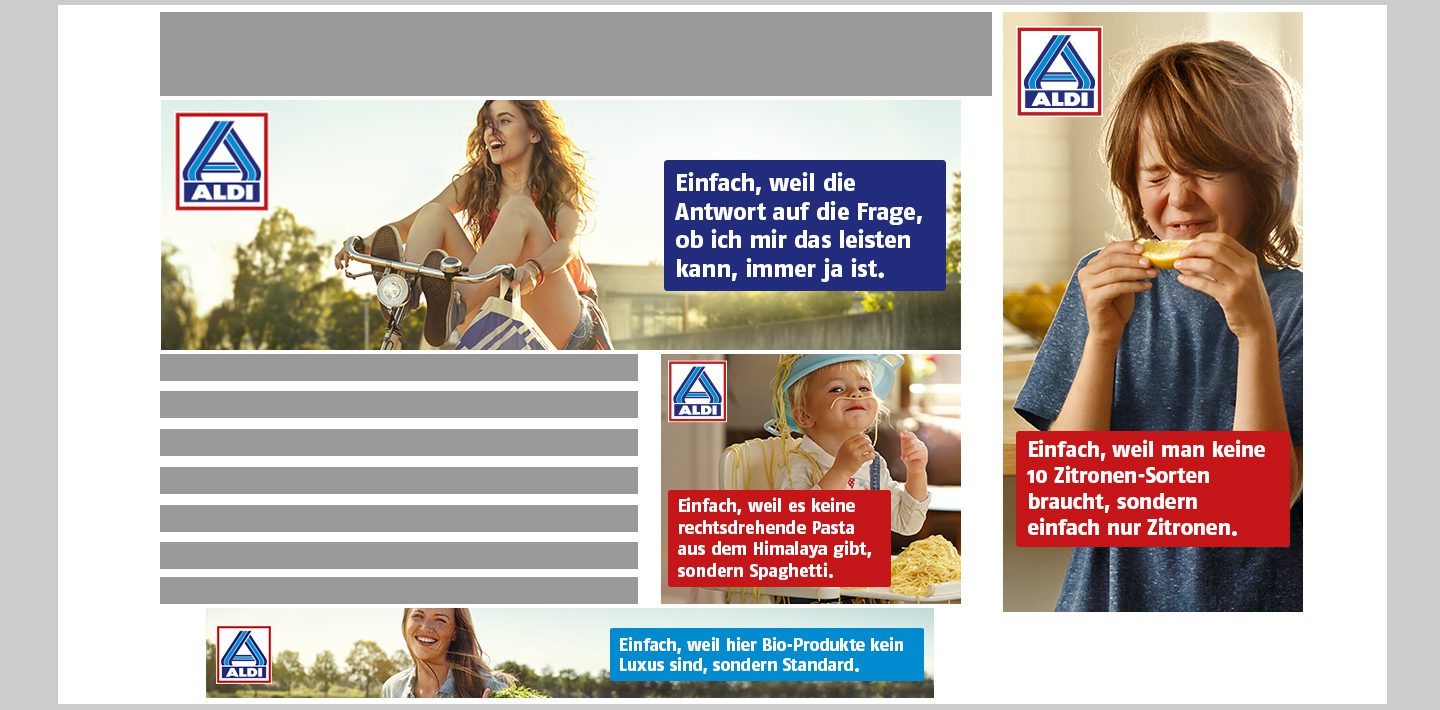 ALDI
Einfach, weil die
Antwort auf die Frage,
ob ich mir das leisten
kann, immer ja ist.
ALDI
Einfach, weil man keine
10 Zitronen-Sorten
braucht, sondern
einfach nur Zitronen.
ALDI
Einfach, weil es keine
rechtsdrehende Pasta
aus dem Himalaya gibt,
sondern Spaghetti.
ALDI
Einfach, weil hier Bio-Produkte kein
Luxus sind, sondern Standard.